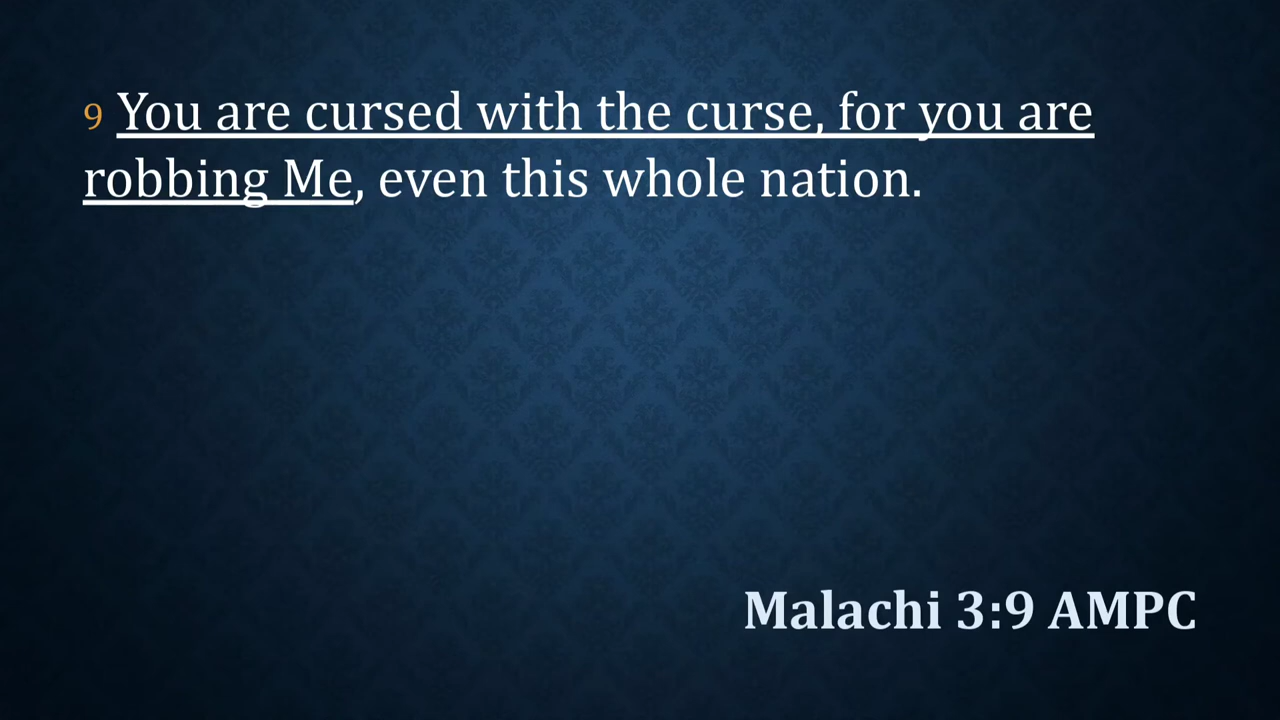 9 You are cursed with the curse, for you are
robbing Me, even this whole nation.
Malachi 3:9 AMPC